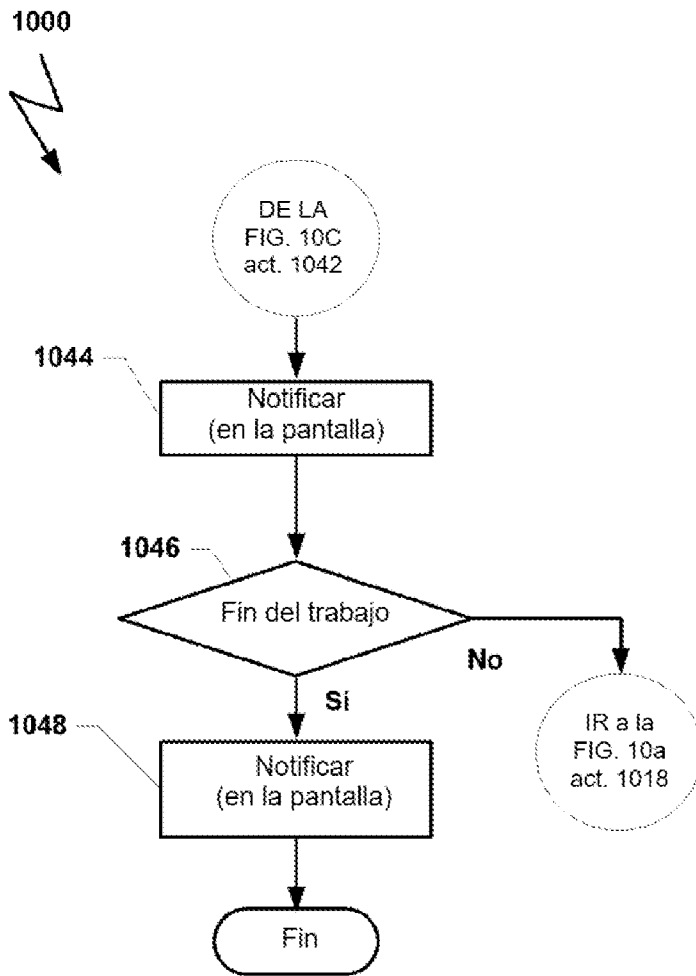 1000
DE LA
FIG. 10C
act. 1042
1044
Notificar
(en la pantalla)
1046
Fin del trabajo
No
Sí
IR a la
FIG. 10a
act. 1018
1048
Notificar
(en la pantalla)
Fin